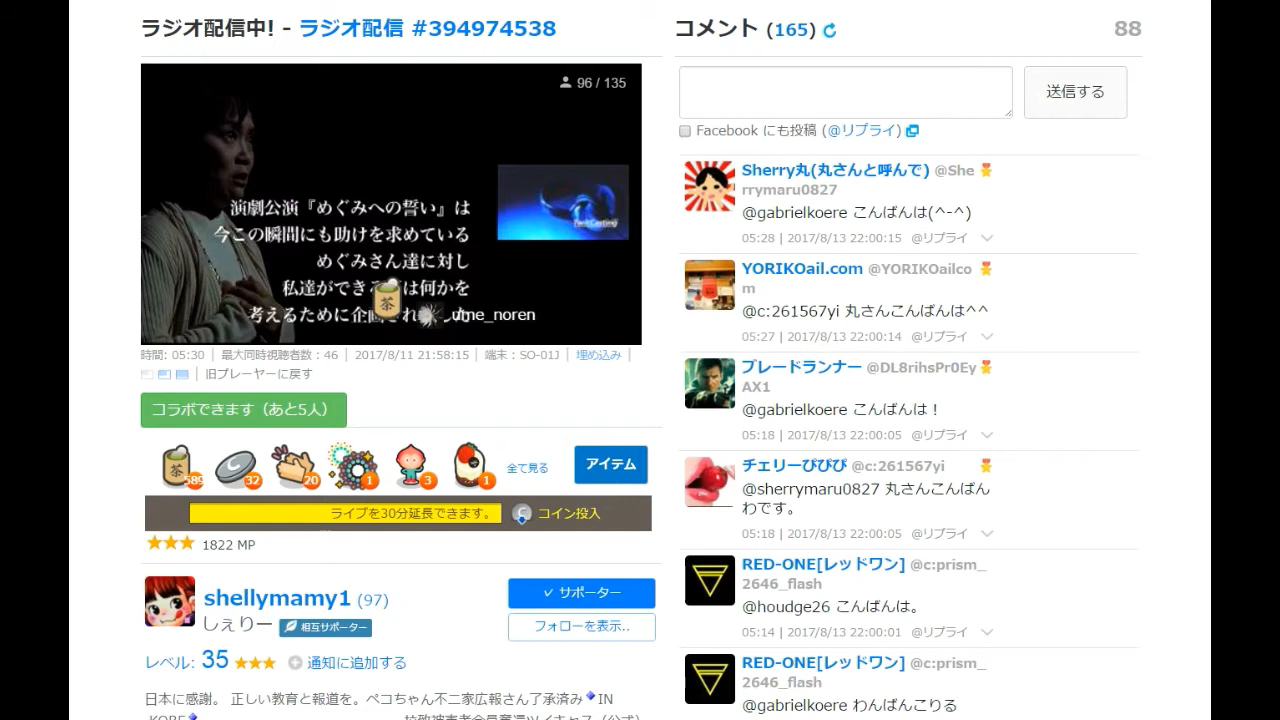 ラジオ配信中! - ラジオ配信 #394974538
96 / 135
演劇公演『めぐみへの誓い』は
今この瞬間にも助けを求めている
めぐみさん達に対し
私達ができ
は何かを
考えるために企画され
茶
ume_noren
時間: 05:30 | 最大同時視聴者数 : 46 | 2017/8/11 21:58:15 | 端末 : SO-01J | 埋め込み |
| 旧プレーヤーに戻す
コラボできます（あと5人）
茶
589
32
20
1
3
1
全て見る
アイテム
ライブを30分延長できます。
コイン投入
1822 MP
shellymamy1 (97)
しぇりー 相互サポーター
✓ サポーター
フォローを表示..
レベル: 35 通知に追加する
日本に感謝。 正しい教育と報道を。ペコちゃん不二家広報さん了承済み IN
コメント (165)
88
送信する
Facebook にも投稿 (@リプライ)
Sherry丸(丸さんと呼んで) @She
rrymaru0827
@gabrielkoere こんばんは(^-^)
05:28 | 2017/8/13 22:00:15 @リプライ
YORIKOail.com @YORIKOailco
m
@c:261567yi 丸さんこんばんは^^
05:27 | 2017/8/13 22:00:14 @リプライ
ブレードランナー @DL8rihsPr0Ey
AX1
@gabrielkoere こんばんは！
05:18 | 2017/8/13 22:00:05 @リプライ
チェリーぴぴぴ @c:261567yi
@sherrymaru0827 丸さんこんばん
わです。
05:18 | 2017/8/13 22:00:05 @リプライ
RED-ONE[レッドワン] @c:prism_
2646_flash
@houdge26 こんばんは。
05:14 | 2017/8/13 22:00:01 @リプライ
RED-ONE[レッドワン] @c:prism_
2646_flash
@gabrielkoere わんばんこりる